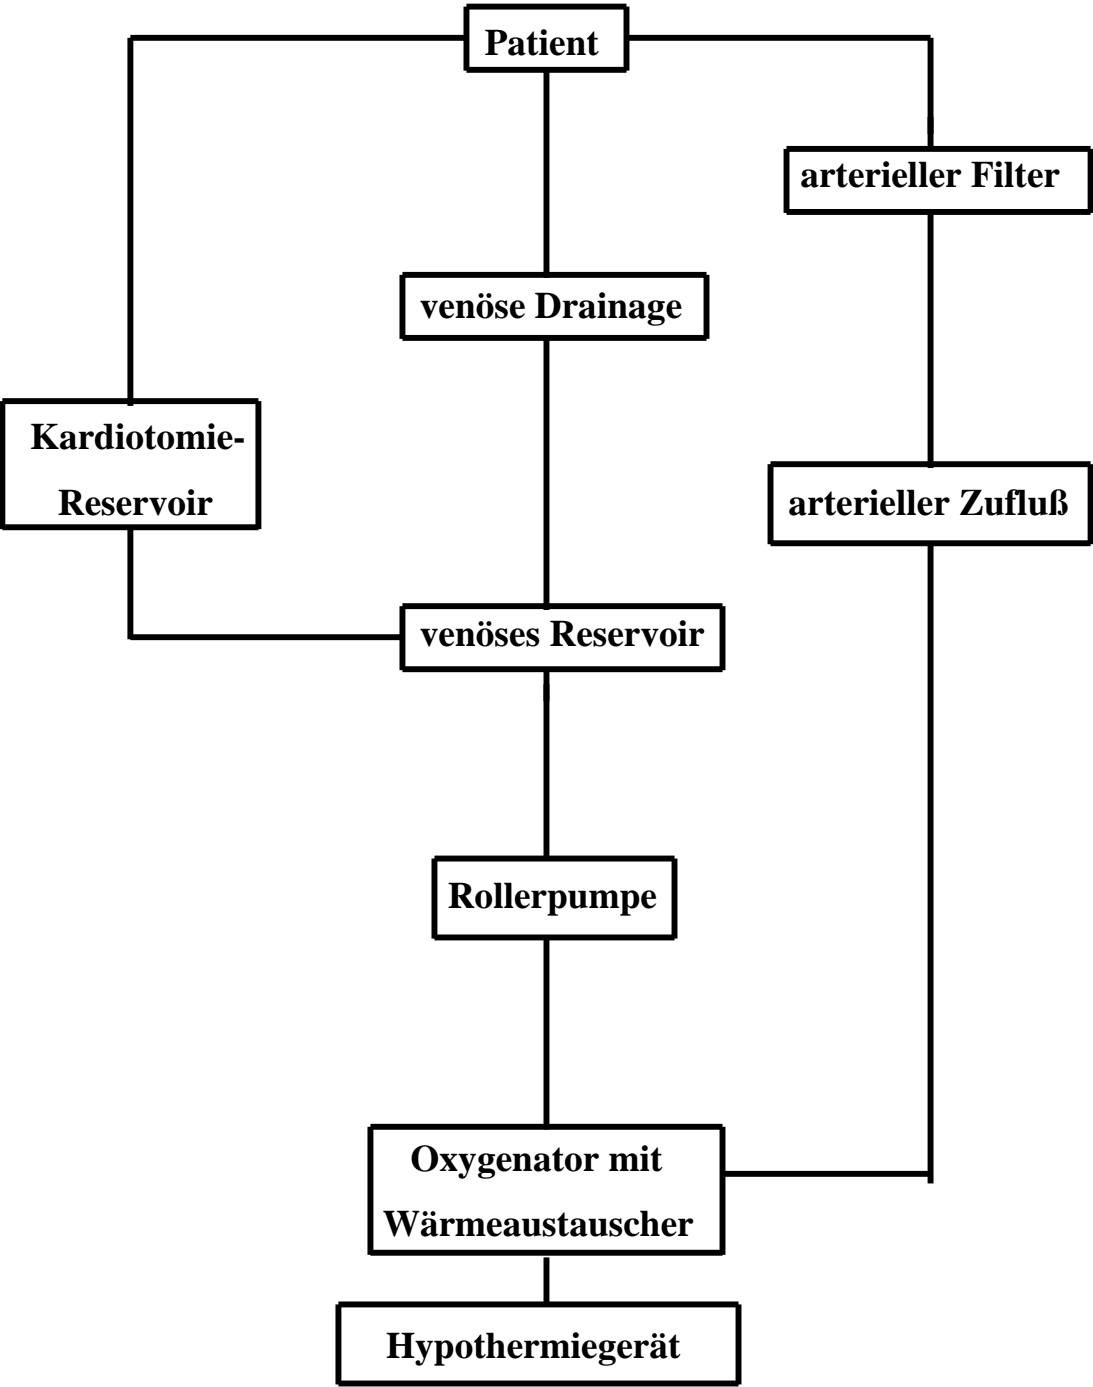 Patient
arterieller Filter
venöse Drainage
Kardiotomie-
Reservoir
arterieller Zufluß
venöses Reservoir
Rollerpumpe
Oxygenator mit
Wärmeaustauscher
Hypothermiegerät